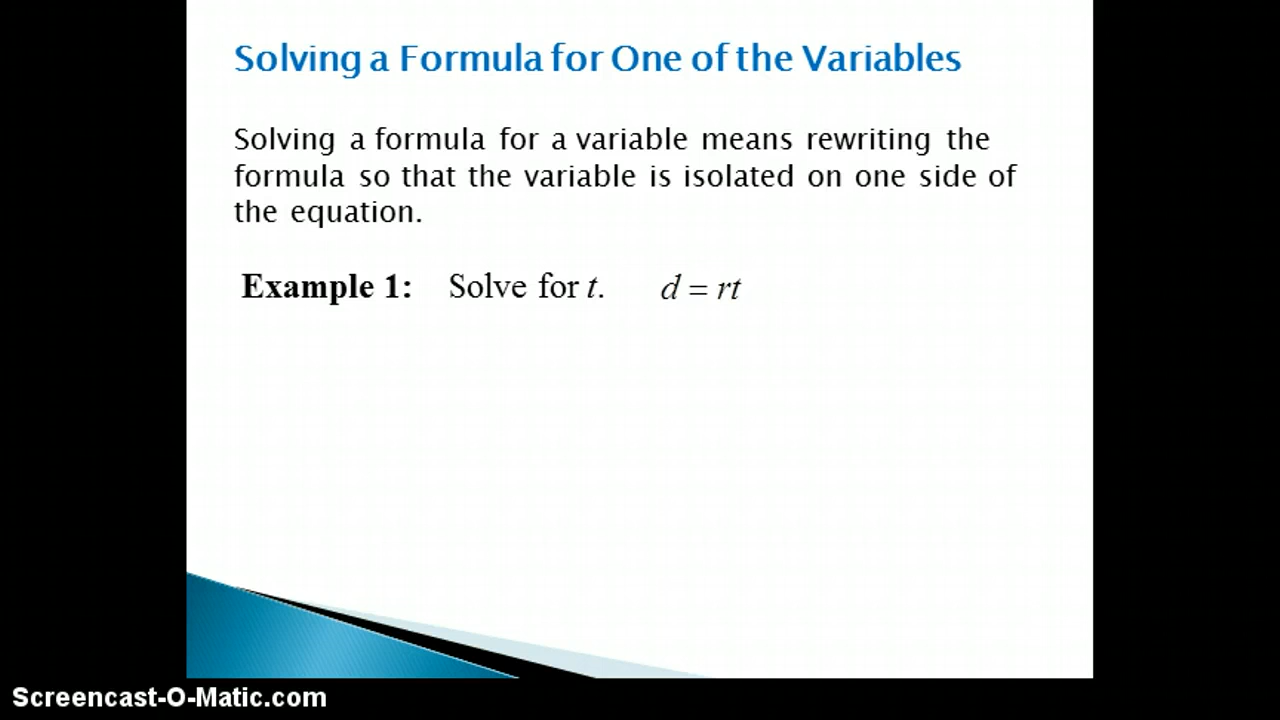 Solving a Formula for One of the Variables
Solving a formula for a variable means rewriting the
formula so that the variable is isolated on one side of
the equation.
Example 1: Solve for t. d = rt
Screencast-O-Matic.com